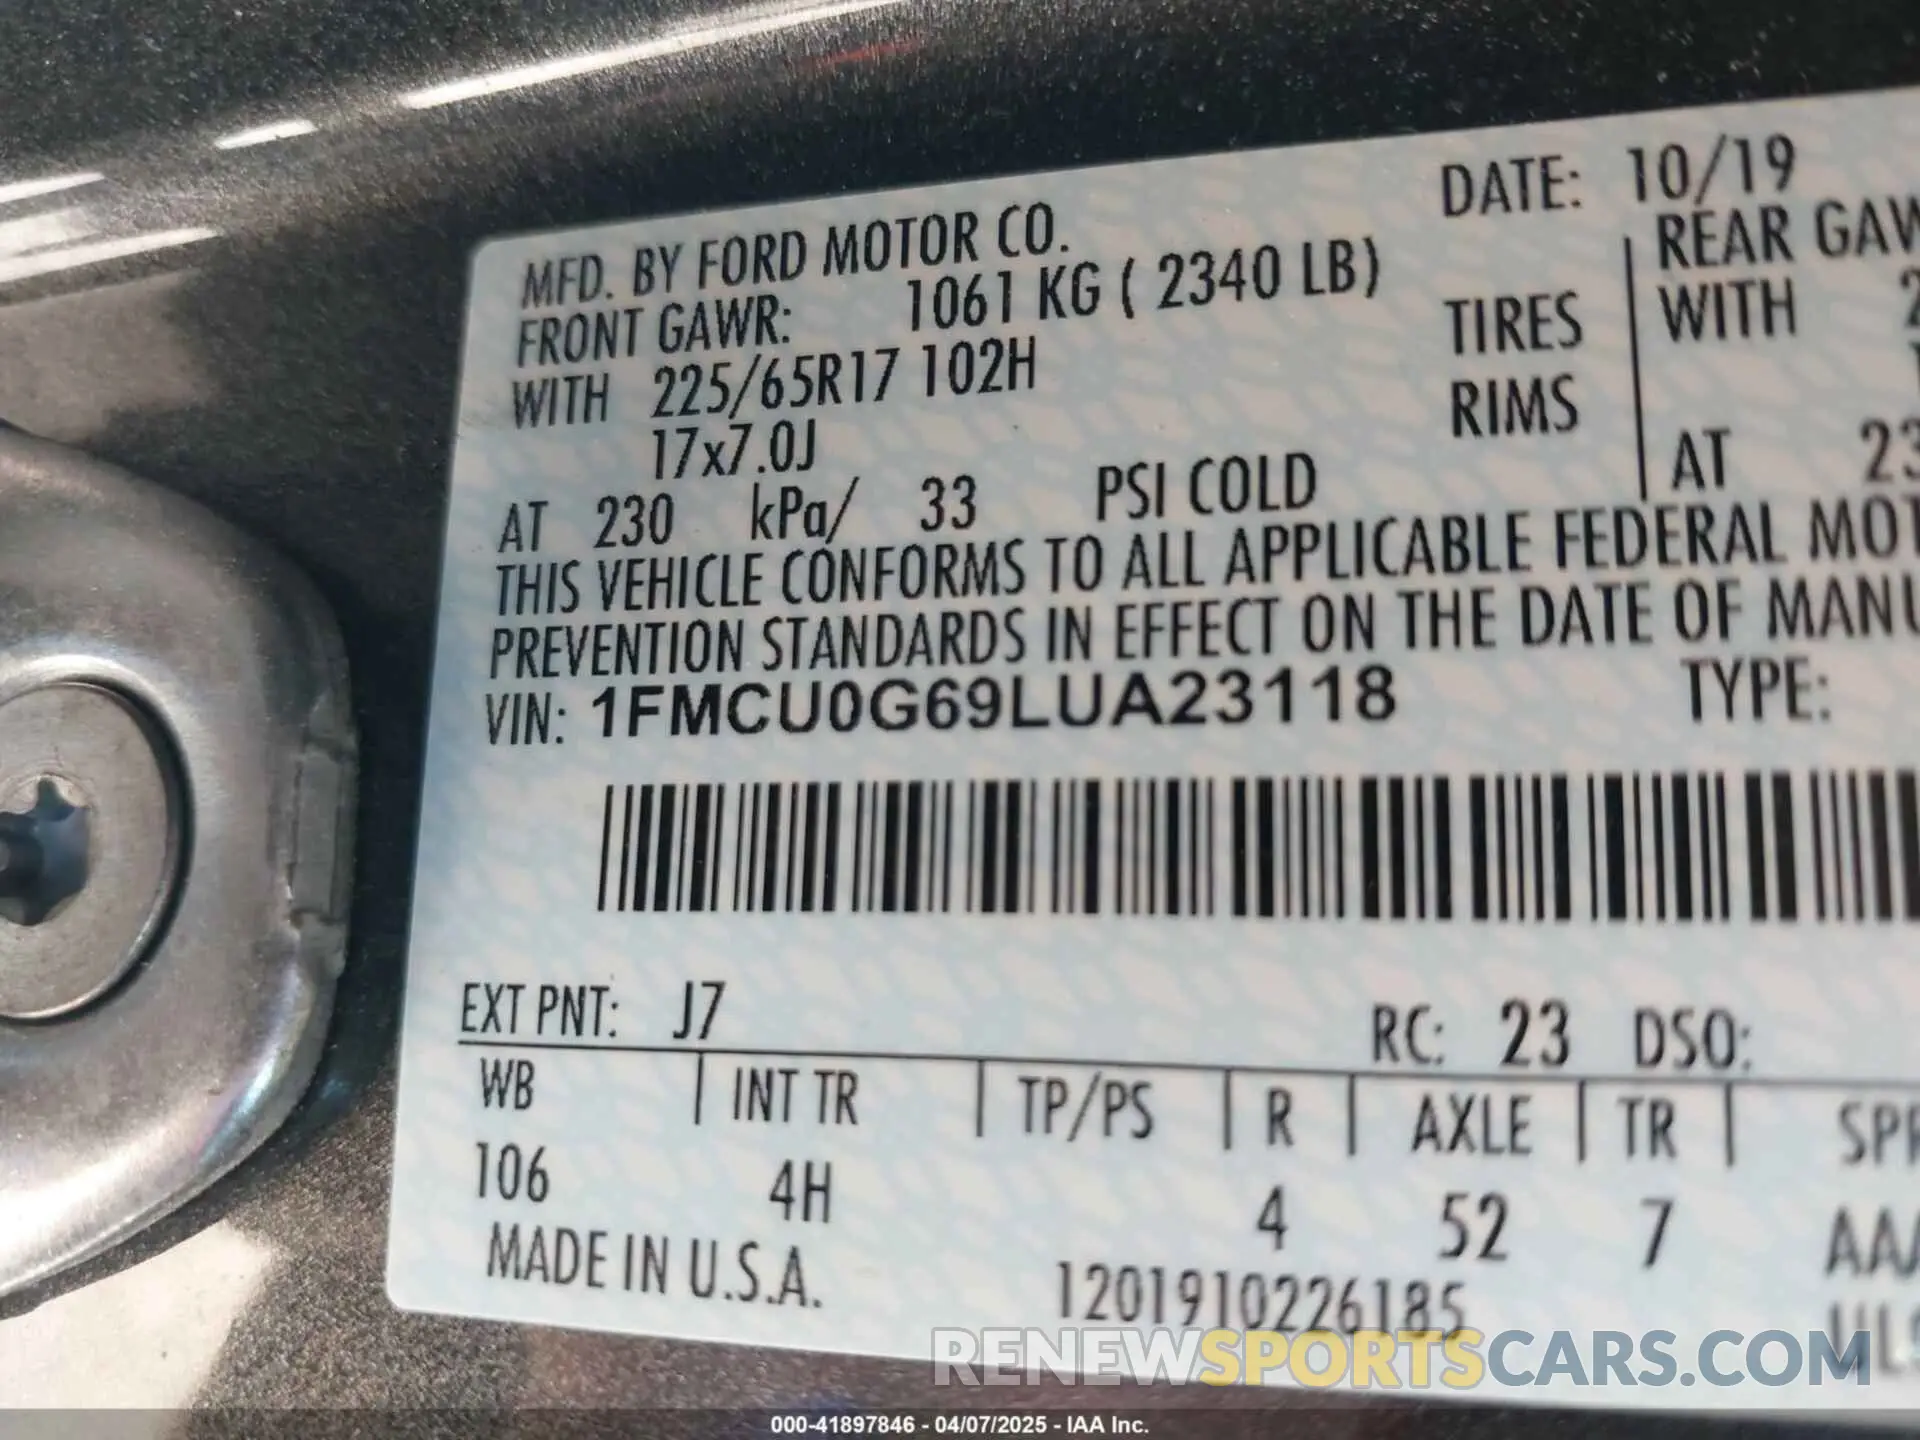 DATE: 10/19
MFD. BY FORD MOTOR CO.
FRONT GAWR: 1061 KG ( 2340 LB) REAR
WITH 225/65R17 102H TIRES WITH
17x7.0J RIMS
AT 230 kPa/ 33 PSI COLD AT
THIS VEHICLE CONFORMS TO ALL APPLICABLE FEDERAL
PREVENTION STANDARDS IN EFFECT ON THE DATE OF
VIN: 1FMCU0G69LUA23118 TYPE:
EXT PNT: J7 RC: 23 DSO:
WB | INT TR | TP/PS | R | AXLE | TR |
106 4H 4 52 7
MADE IN U.S.A. 1201910226185
RENEWSPORTSCARS.COM
000-41897846 - 04/07/2025 - IAA Inc.